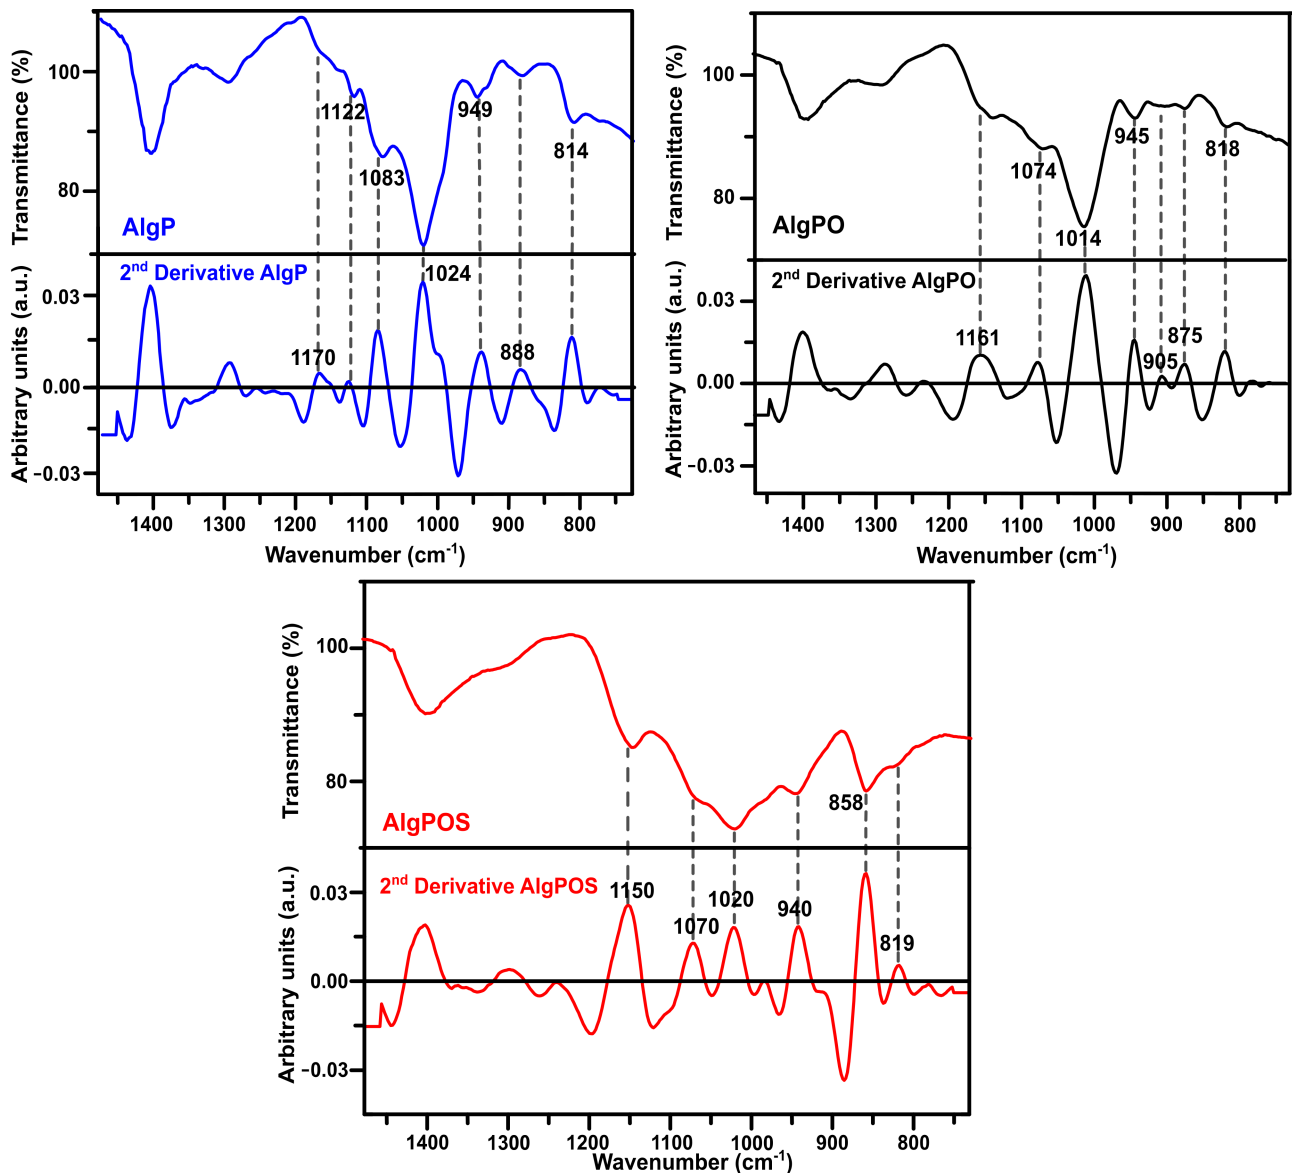 Transmittance (%)
100
80
1122
1083
949
814
AlgP
Arbitrary units (a.u.)
0.03
0.00
−0.03
2nd Derivative AlgP
1024
1170
888
1400 1300 1200 1100 1000 900 800
Wavenumber (cm-1)
Transmittance (%)
100
80
945
818
1074
1014
AlgPO
Arbitrary units (a.u.)
0.03
0.00
−0.03
2nd Derivative AlgPO
1161
875
905
1400 1300 1200 1100 1000 900 800
Wavenumber (cm-1)
Transmittance (%)
100
80
858
AlgPOS
Arbitrary units (a.u.)
0.03
0.00
−0.03
2nd Derivative AlgPOS
1150
1070
1020
940
819
1400 1300 1200 1100 1000 900 800
Wavenumber (cm-1)